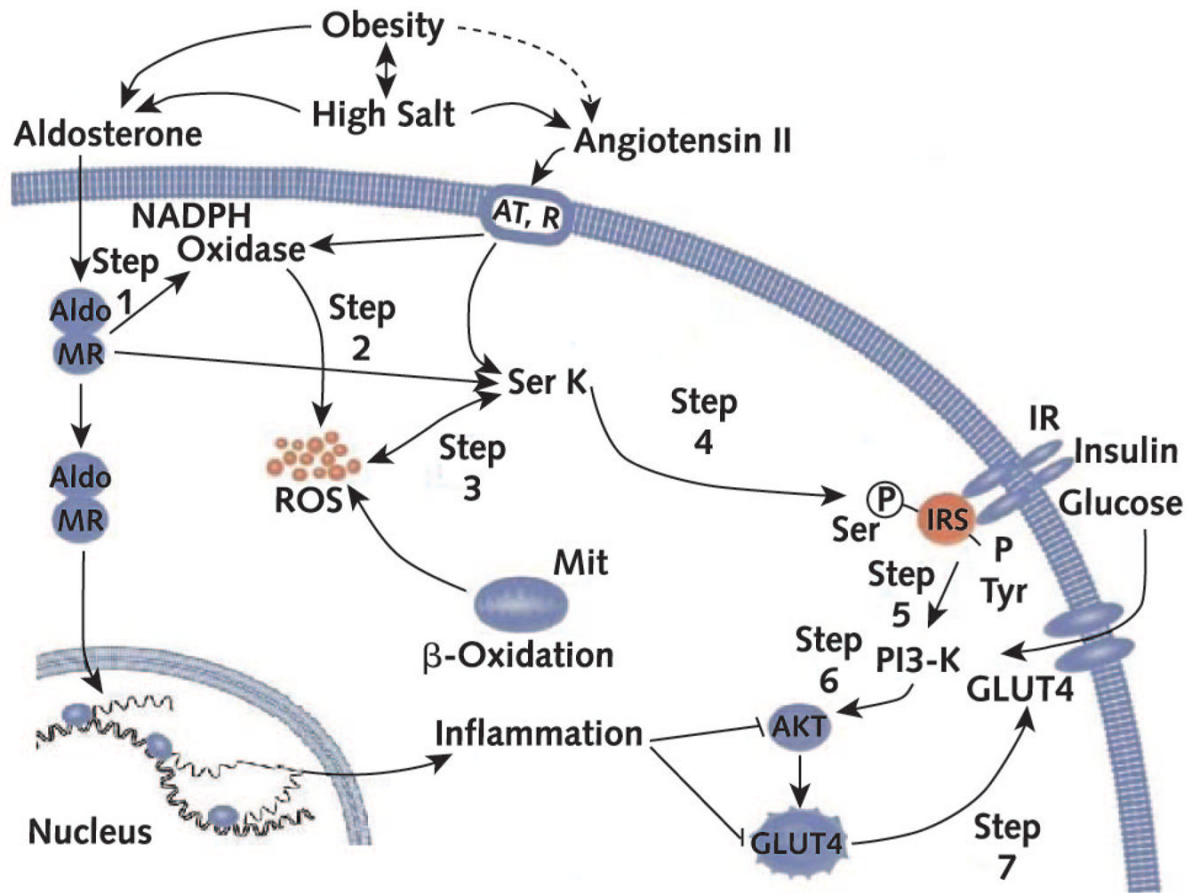 Obesity
High Salt
Aldosterone
Angiotensin II
AT, R
NADPH
Oxidase
Step
1
Aldo
MR
Step
2
Ser K
Step
3
Step
4
ROS
Aldo
MR
IR
Insulin
Glucose
P
Ser
IRS
P
Tyr
Step
5
Mit
β-Oxidation
Step
6
PI3-K
GLUT4
Inflammation
AKT
GLUT4
Step
7
Nucleus